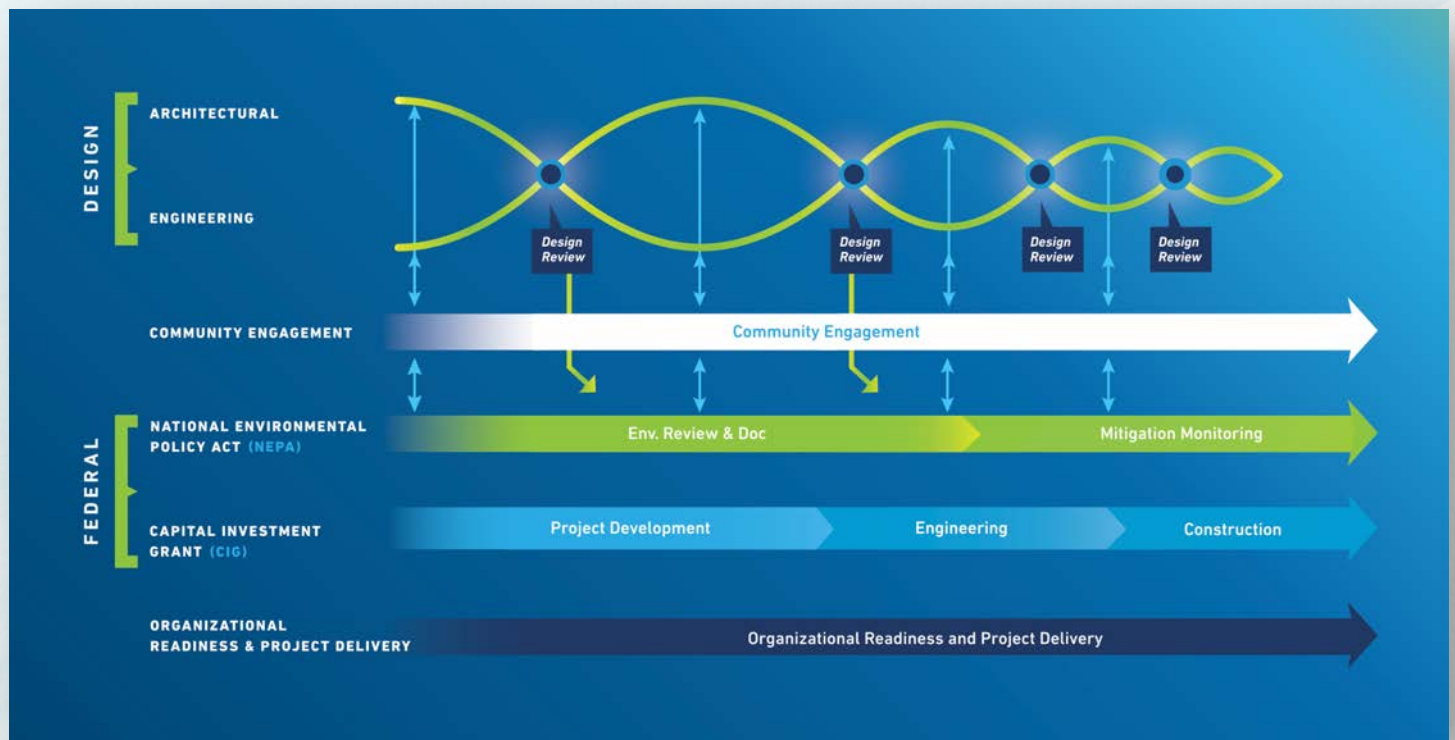 DESIGN
ARCHITECTURAL
ENGINEERING
Design
Review
Design
Review
Design
Review
Design
Review
COMMUNITY ENGAGEMENT
Community Engagement
FEDERAL
NATIONAL ENVIRONMENTAL
POLICY ACT (NEPA)
Env. Review & Doc
Mitigation Monitoring
CAPITAL INVESTMENT
GRANT (CIG)
Project Development
Engineering
Construction
ORGANIZATIONAL
READINESS & PROJECT DELIVERY
Organizational Readiness and Project Delivery